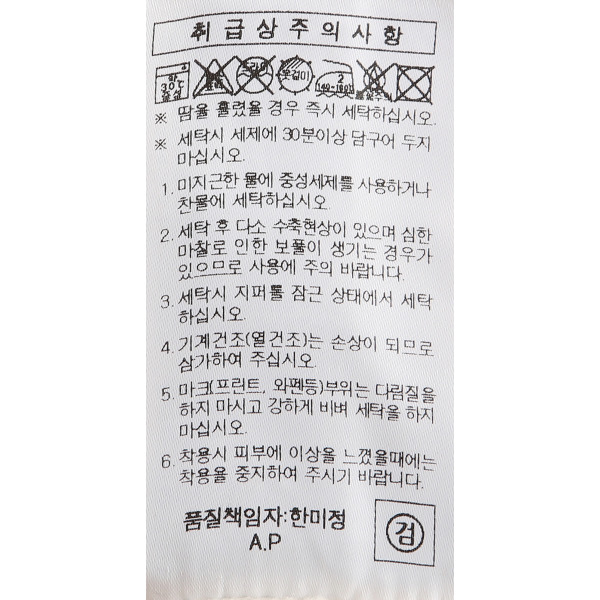 취급상주의사항
약
30℃
중성
드라이
옷걸이
2
140-160℃
※ 땀을 흘렸을 경우 즉시 세탁하십시오.
※ 세탁시 세제에 30분이상 담구어 두지
마십시오.
1. 미지근한 물에 중성세제를 사용하거나
찬물에 세탁하십시오.
2. 세탁 후 다소 수축현상이 있으며 심한
마찰로 인한 보풀이 생기는 경우가
있으므로 사용에 주의 바랍니다.
3. 세탁시 지퍼를 잠근 상태에서 세탁
하십시오.
4. 기계건조(열건조)는 손상이 되므로
삼가하여 주십시오.
5. 마크(프린트, 와펜등)부위는 다림질을
하지 마시고 강하게 비벼 세탁을 하지
마십시오.
6. 착용시 피부에 이상을 느꼈을때에는
착용을 중지하여 주시기 바랍니다.
품질책임자:한미정
A.P
검